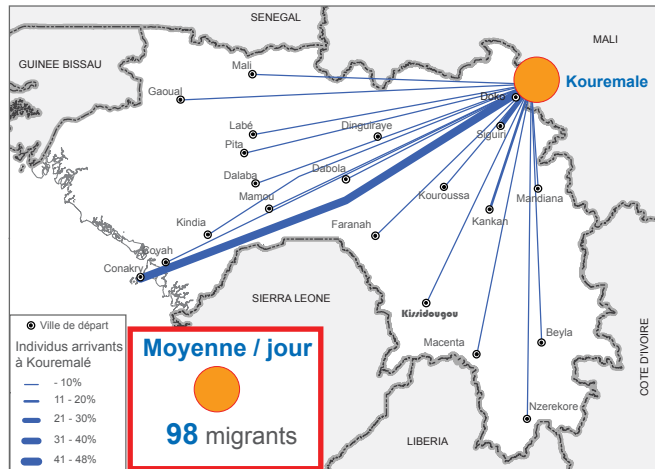 SENEGAL
MALI
GUINEE BISSAU
Mali
Kouremale
Gaoual
Doko
Labé
Dinguiraye
Siguiri
Pita
Dalaba
Dabola
Kouroussa
Mandiana
Mamou
Kankan
Kindia
Faranah
Coyah
Conakry
SIERRA LEONE
Kissidougou
COTE D'IVOIRE
Ville de départ
Individus arrivants
à Kouremalé
- 10%
11 - 20%
21 - 30%
31 - 40%
41 - 48%
Moyenne / jour
98 migrants
Macenta
Beyla
Nzerekore
LIBERIA